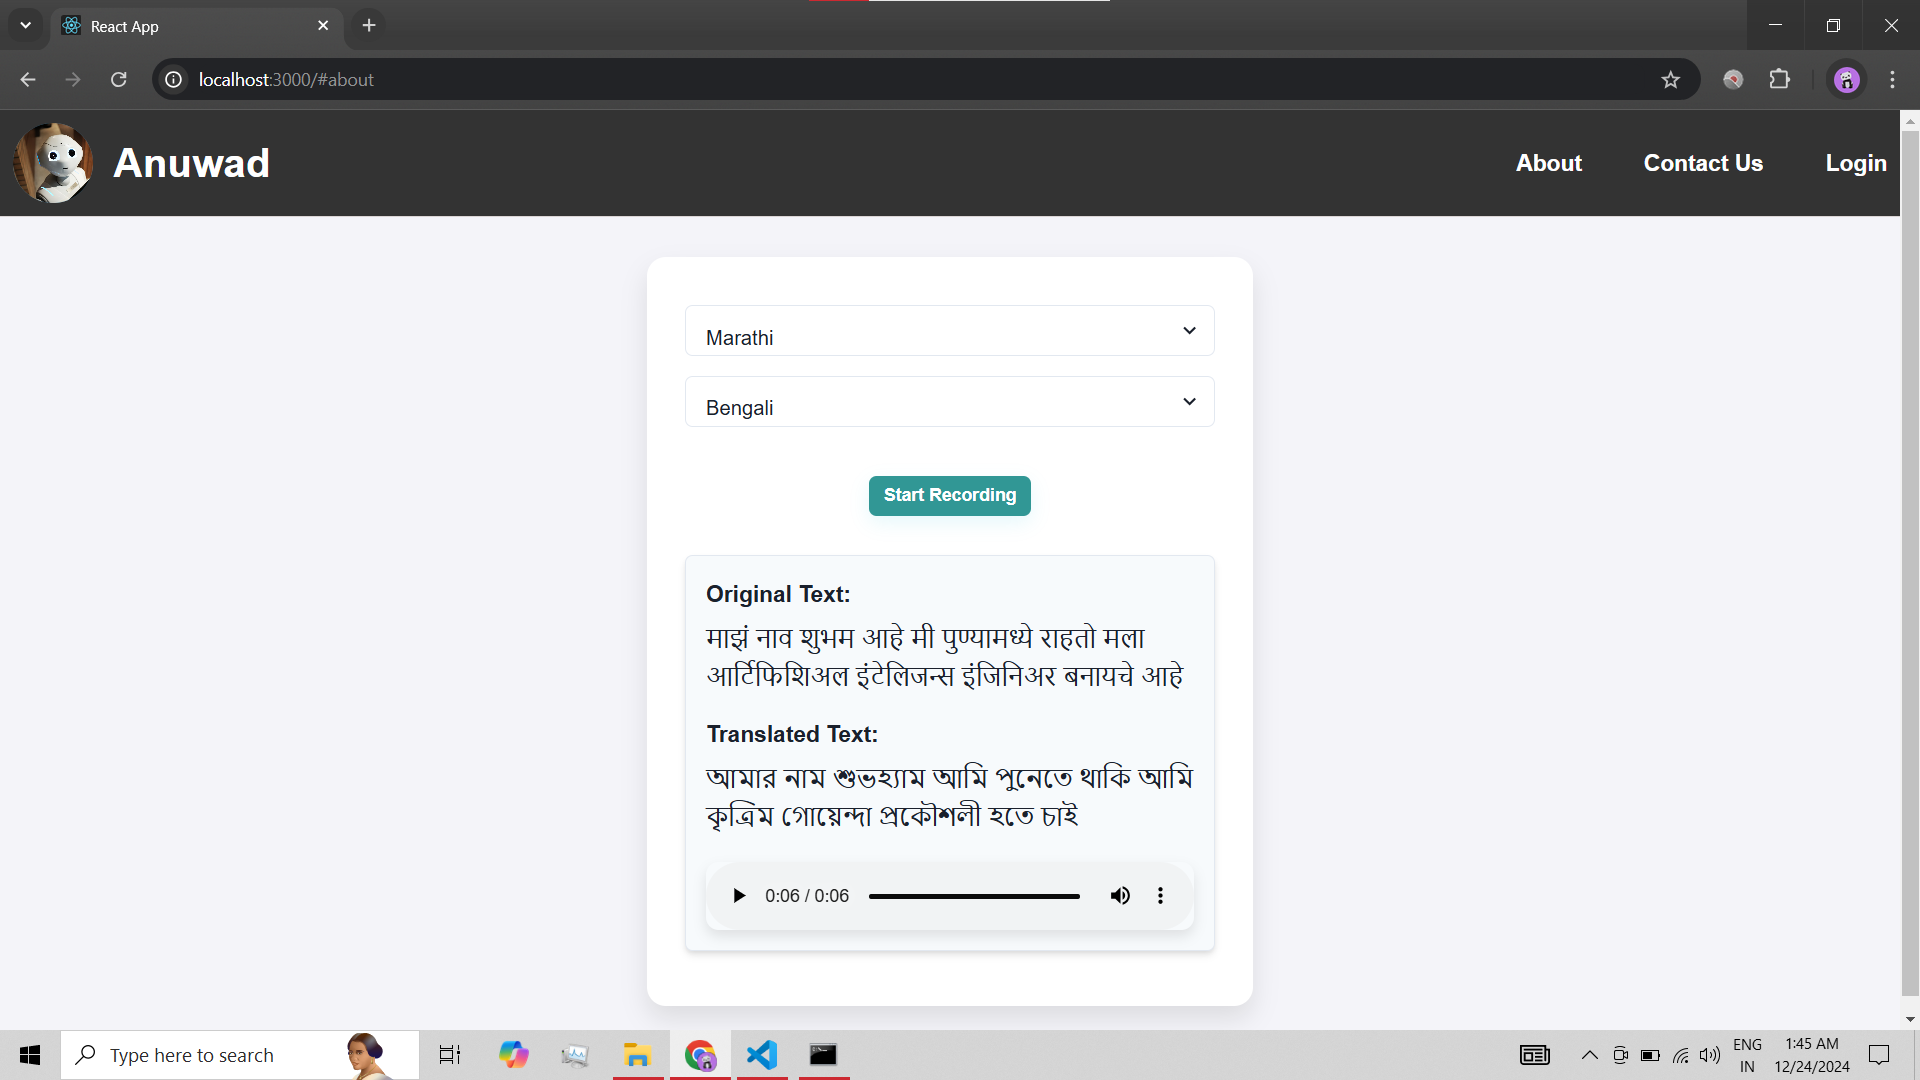 React App
localhost:3000/#about
Anuwad
About
Contact Us
Login
Marathi
Bengali
Start Recording
Original Text:
माझं नाव शुभम आहे मी पुण्यामध्ये राहतो मला
आर्टिफिशिअल इंटेलिजन्स इंजिनिअर बनायचे आहे
Translated Text:
আমার নাম শুভহ্যাম আমি পুনেতে থাকি আমি
কৃত্রিম গোয়েন্দা প্রকৌশলী হতে চাই
0:06 / 0:06
Type here to search
ENG
IN
1:45 AM
12/24/2024